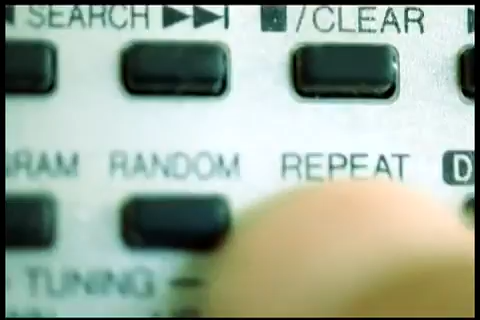 SEARCH ▶▶| ■/CLEAR
RANDOM REPEAT D
TUNING —